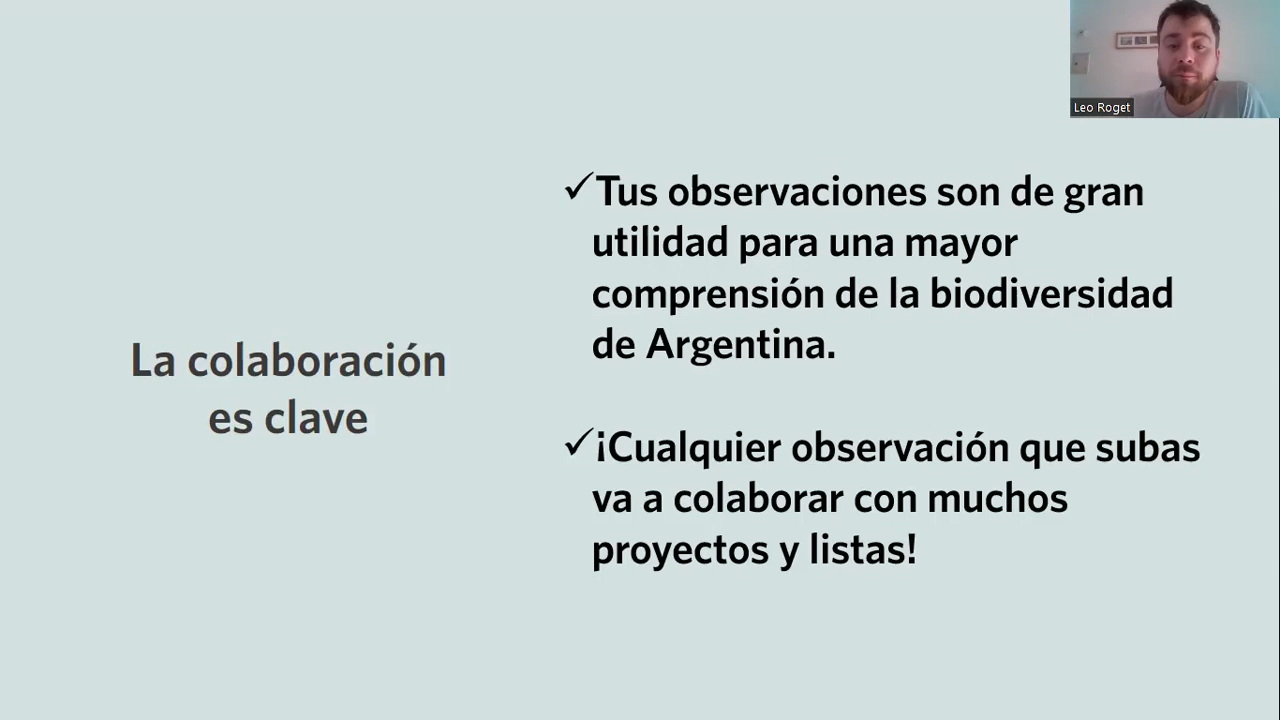 Leo Roget
La colaboración
es clave
✓Tus observaciones son de gran
utilidad para una mayor
comprensión de la biodiversidad
de Argentina.
✓¡Cualquier observación que subas
va a colaborar con muchos
proyectos y listas!